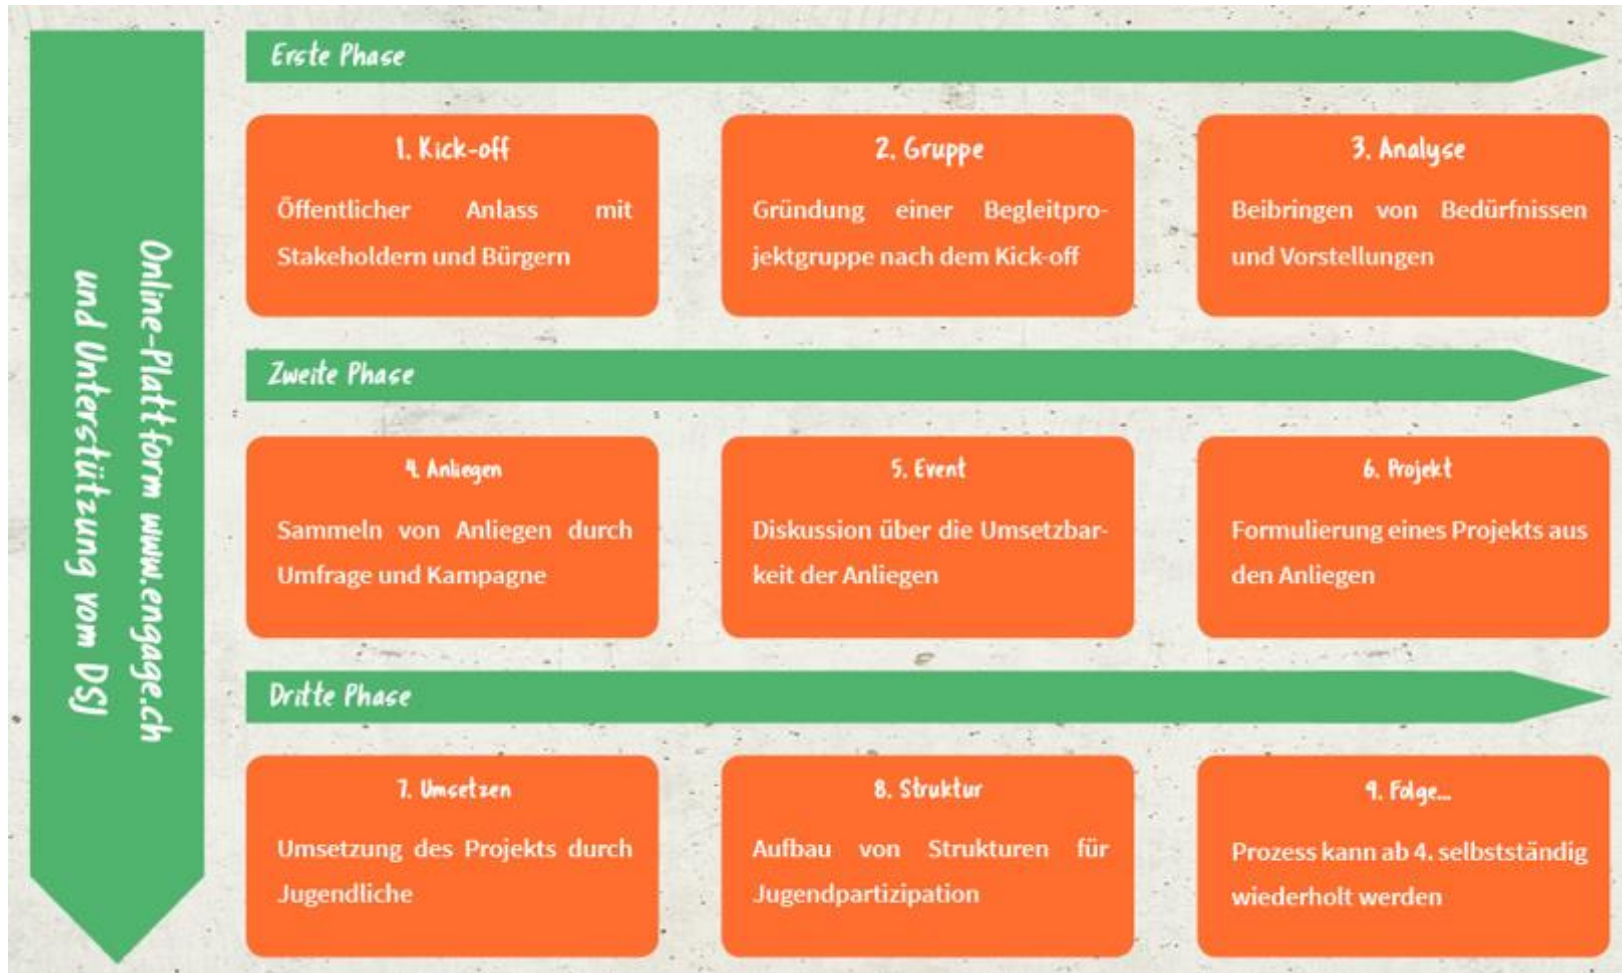 Online-Plattform www.engage.ch
und Unterstützung vom DSJ
Erste Phase
1. Kick-off
Öffentlicher Anlass mit
Stakeholdern und Bürgern
2. Gruppe
Gründung einer Begleitpro-
jektgruppe nach dem Kick-off
3. Analyse
Beibringen von Bedürfnissen
und Vorstellungen
Zweite Phase
4. Anliegen
Sammeln von Anliegen durch
Umfrage und Kampagne
5. Event
Diskussion über die Umsetzbar-
keit der Anliegen
6. Projekt
Formulierung eines Projekts aus
den Anliegen
Dritte Phase
7. Umsetzen
Umsetzung des Projekts durch
Jugendliche
8. Struktur
Aufbau von Strukturen für
Jugendpartizipation
9. Folge...
Prozess kann ab 4. selbstständig
wiederholt werden